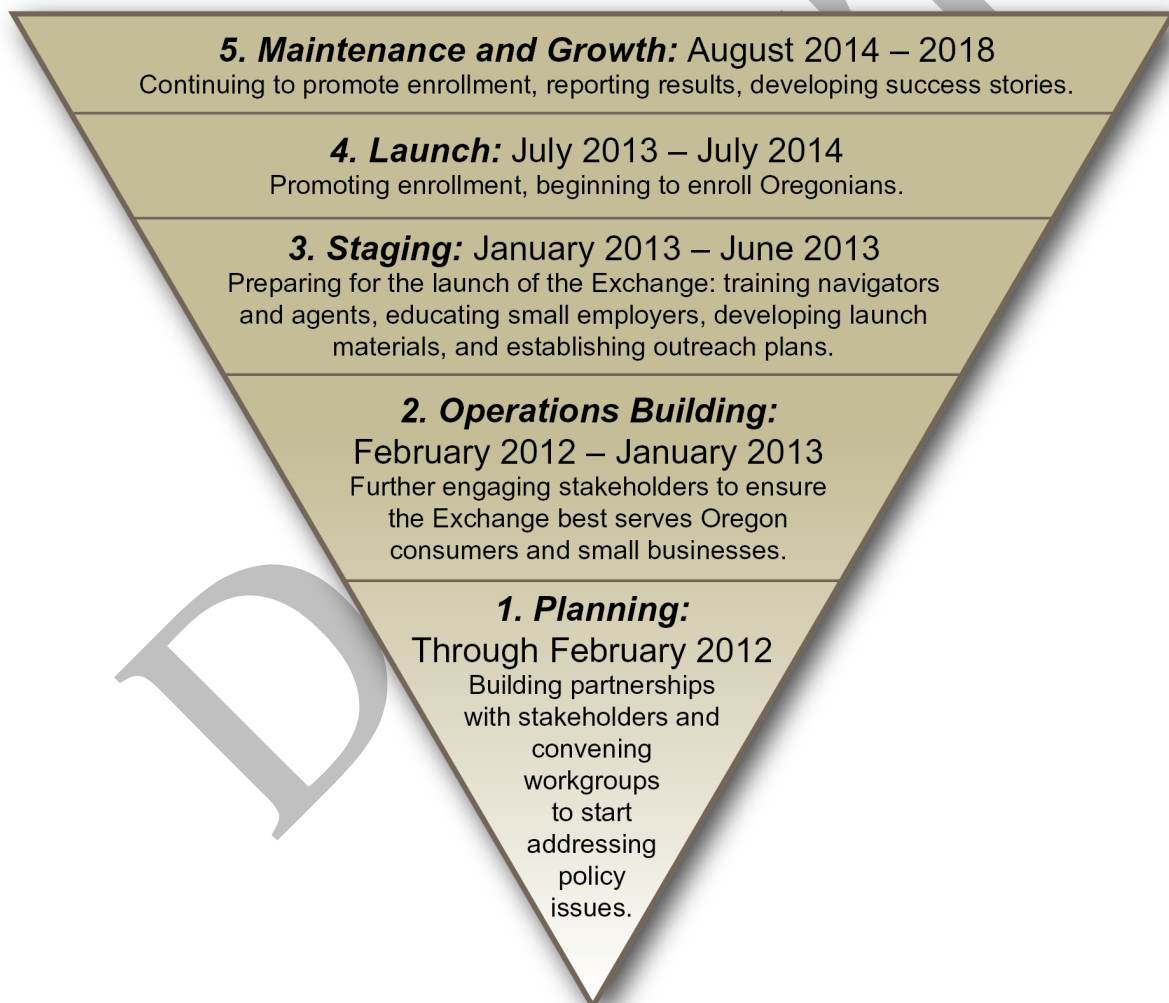 5. Maintenance and Growth: August 2014 – 2018
Continuing to promote enrollment, reporting results, developing success stories.
4. Launch: July 2013 – July 2014
Promoting enrollment, beginning to enroll Oregonians.
3. Staging: January 2013 – June 2013
Preparing for the launch of the Exchange: training navigators
and agents, educating small employers, developing launch
materials, and establishing outreach plans.
2. Operations Building:
February 2012 – January 2013
Further engaging stakeholders to ensure
the Exchange best serves Oregon
consumers and small businesses.
1. Planning:
Through February 2012
Building partnerships
with stakeholders and
convening
workgroups
to start
addressing
policy
issues.
D